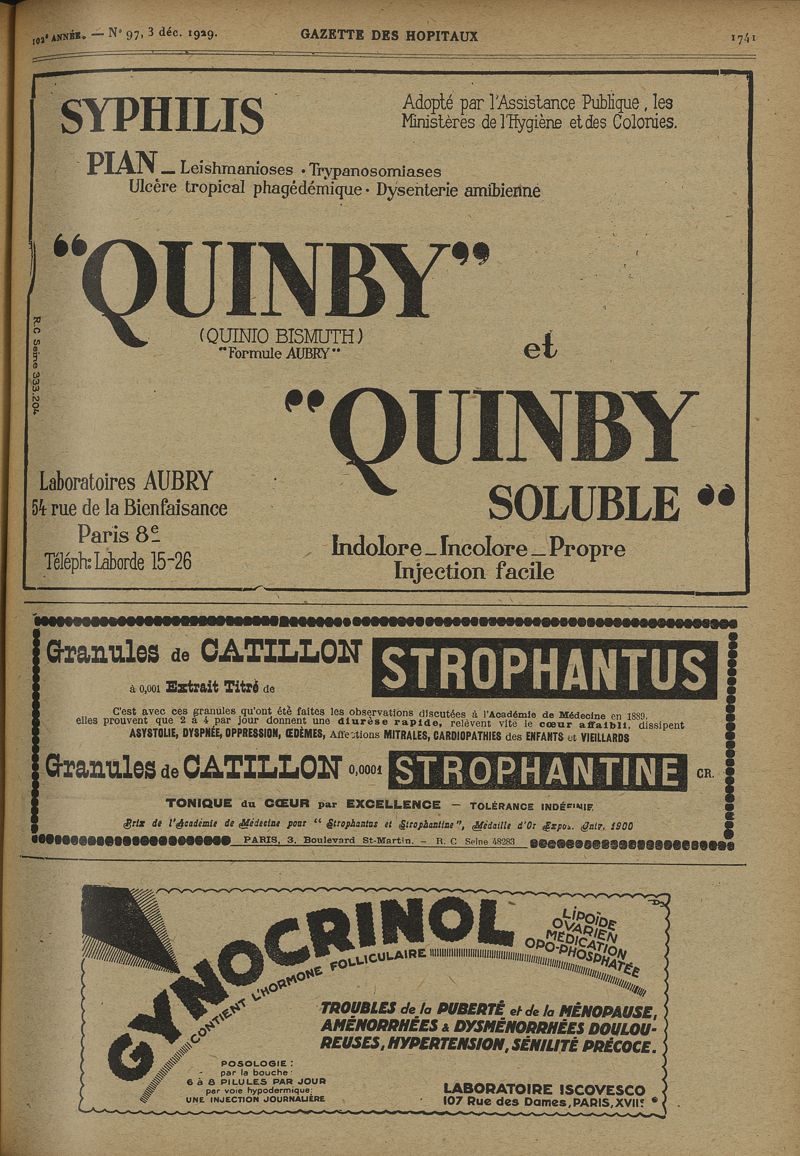 102e ANNÉE. — No 97, 3 déc. 1929.
GAZETTE DES HOPITAUX
1741
SYPHILIS
Adopté par l'Assistance Publique, les
Ministères de l'Hygiène et des Colonies.
PIAN — Leishmanioses • Trypanosomiases
Ulcère tropical phagédémique • Dysenterie amibienne
"QUINBY"
(QUINIO BISMUTH)
"Formule AUBRY"
et
"QUINBY
SOLUBLE"
R.C Seine 333.204
Laboratoires AUBRY
54 rue de la Bienfaisance
Paris 8e
Téléph: Laborde 15-26
Indolore — Incolore — Propre
Injection facile
Granules de CATILLON
à 0,001 Extrait Titré de
STROPHANTUS
C'est avec ces granules qu'ont été faites les observations discutées à l'Académie de Médecine en 1889.
elles prouvent que 2 à 4 par jour donnent une diurèse rapide, relèvent vite le cœur affaibli, dissipent
ASYSTOLIE, DYSPNÉE, OPPRESSION, ŒDÈMES, Affections MITRALES, CARDIOPATHIES des ENFANTS et VIEILLARDS
Granules de CATILLON 0,0001 STROPHANTINE CR.
TONIQUE du CŒUR par EXCELLENCE — TOLÉRANCE INDÉFINIE
Prix de l'Académie de Médecine pour "Strophantus et Strophantine", Médaille d'Or Expos. Univ. 1900
PARIS, 3, Boulevard St-Martin. — R. C Seine 48283
GYNOCRINOL
LIPOÏDE
OVARIEN
MÉDICATION
OPO-PHOSPHATÉE
CONTIENT L'HORMONE FOLLICULAIRE
TROUBLES de la PUBERTÉ et de la MÉNOPAUSE,
AMÉNORRHÉES & DYSMÉNORRHÉES DOULOU-
REUSES, HYPERTENSION, SÉNILITÉ PRÉCOCE.
POSOLOGIE:
par la bouche:
6 à 8 PILULES PAR JOUR
par voie hypodermique:
UNE INJECTION JOURNALIÈRE
LABORATOIRE ISCOVESCO
107 Rue des Dames, PARIS, XVIIe